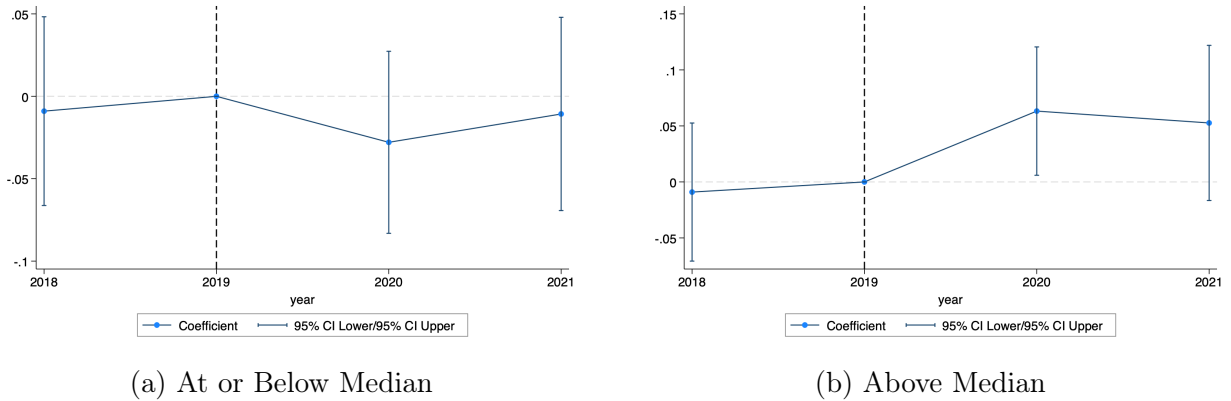 .05
0
-.05
-.1
2018 2019 2020 2021
year
Coefficient 95% CI Lower/95% CI Upper
(a) At or Below Median
.15
.1
.05
0
-.05
2018 2019 2020 2021
year
Coefficient 95% CI Lower/95% CI Upper
(b) Above Median